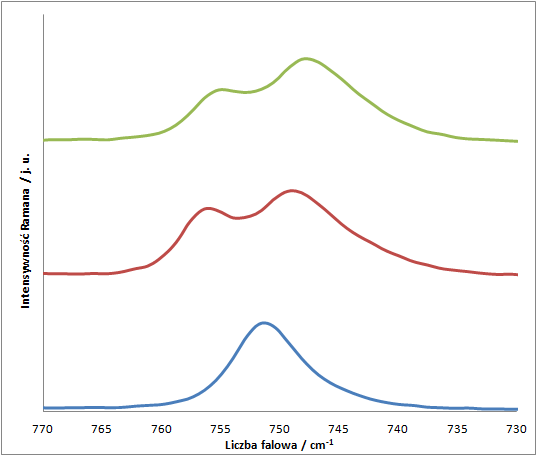 Intensywność Ramana / j. u.
770 765 760 755 750 745 740 735 730
Liczba falowa / cm⁻¹